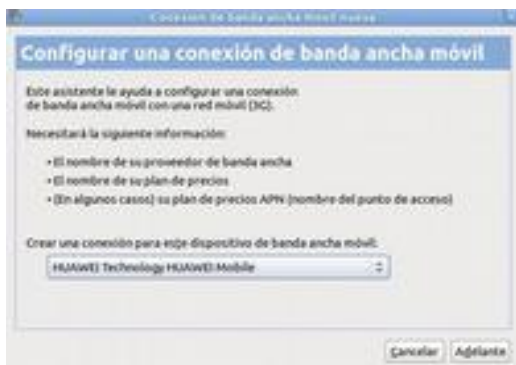 Conexión de banda ancha móvil nueva
Configurar una conexión de banda ancha móvil
Este asistente le ayuda a configurar una conexión
de banda ancha móvil con una red móvil (3G).
Necesitará la siguiente información:
• El nombre de su proveedor de banda ancha
• El nombre de su plan de precios
• (En algunos casos) su plan de precios APN (nombre del punto de acceso)
Crear una conexión para este dispositivo de banda ancha móvil:
HUAWEI Technology HUAWEI Mobile
Cancelar
Adelante